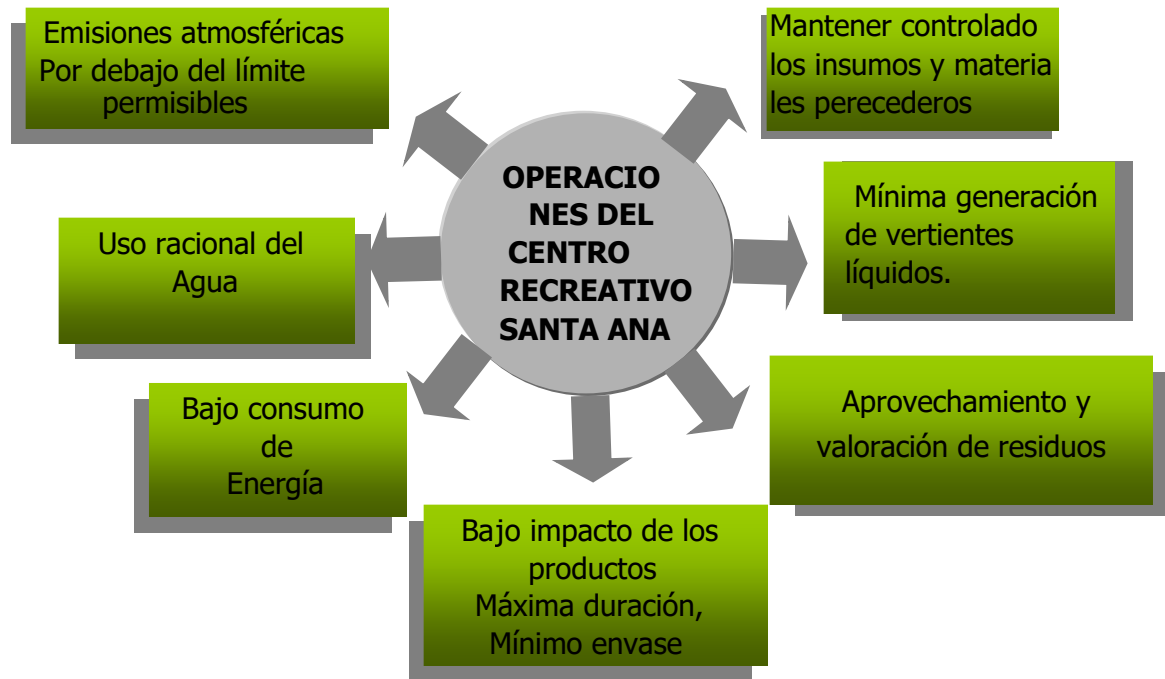 Emisiones atmosféricas
Por debajo del límite
permisibles
Mantener controlado
los insumos y materia
les perecederos
OPERACIO
NES DEL
CENTRO
RECREATIVO
SANTA ANA
Uso racional del
Agua
Mínima generación
de vertientes
líquidos.
Bajo consumo
de
Energía
Aprovechamiento y
valoración de residuos
Bajo impacto de los
productos
Máxima duración,
Mínimo envase